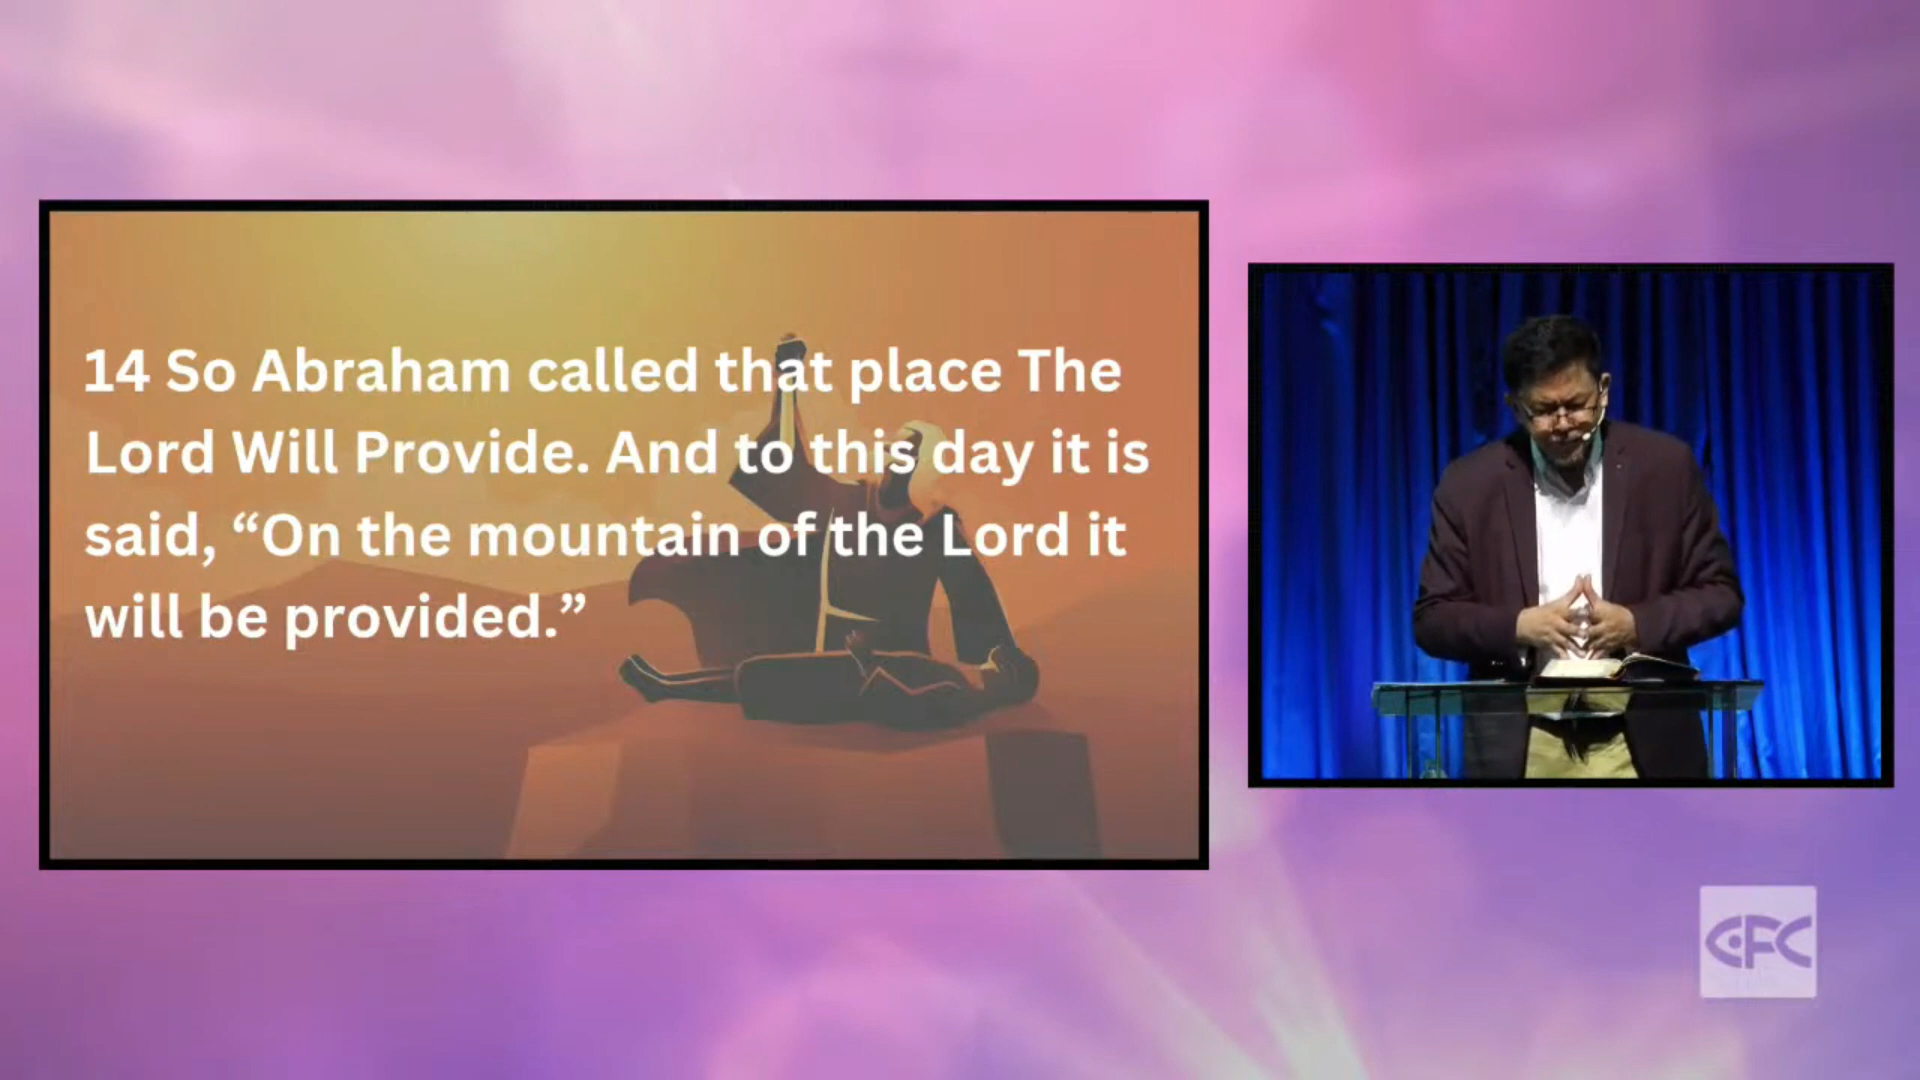 14 So Abraham called that place The
Lord Will Provide. And to this day it is
said, “On the mountain of the Lord it
will be provided.”
CFC